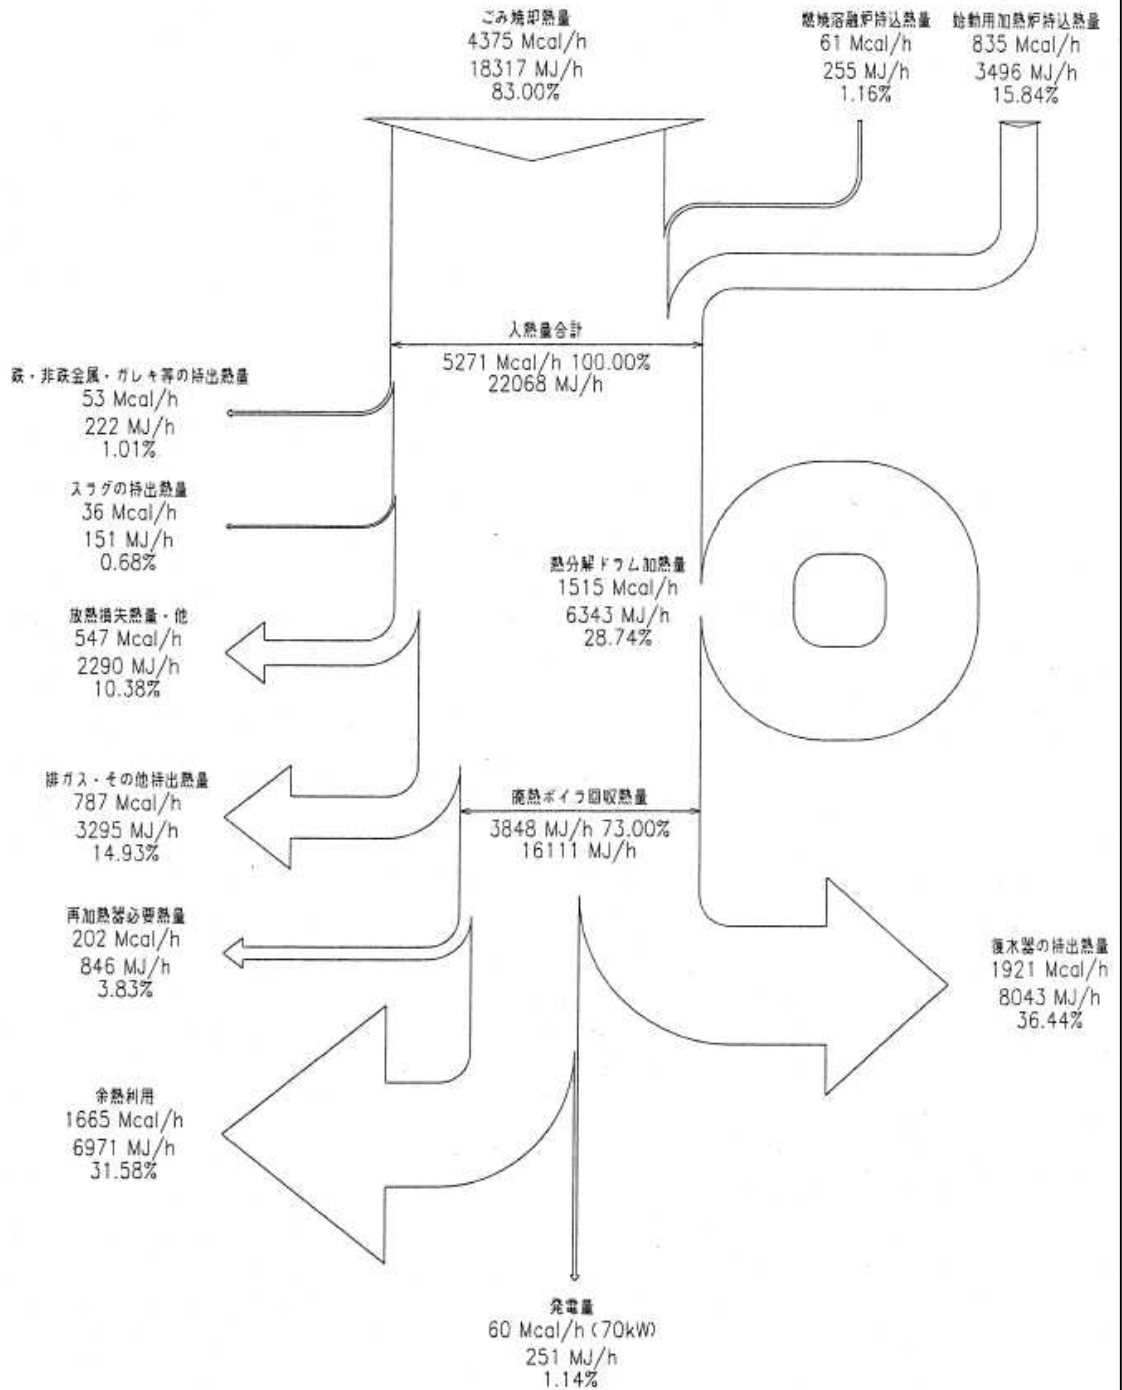 ごみ焼却熱量
4375 Mcal/h
18317 MJ/h
83.00%
燃焼溶融炉持込熱量
61 Mcal/h
255 MJ/h
1.16%
始動用加熱炉持込熱量
835 Mcal/h
3496 MJ/h
15.84%
入熱量合計
5271 Mcal/h 100.00%
22068 MJ/h
鉄・非鉄金属・ガレキ等の持出熱量
53 Mcal/h
222 MJ/h
1.01%
スラグの持出熱量
36 Mcal/h
151 MJ/h
0.68%
熱分解ドラム加熱量
1515 Mcal/h
6343 MJ/h
28.74%
放熱損失熱量・他
547 Mcal/h
2290 MJ/h
10.38%
排ガス・その他持出熱量
787 Mcal/h
3295 MJ/h
14.93%
廃熱ボイラ回収熱量
3848 MJ/h 73.00%
16111 MJ/h
再加熱器必要熱量
202 Mcal/h
846 MJ/h
3.83%
復水器の持出熱量
1921 Mcal/h
8043 MJ/h
36.44%
余熱利用
1665 Mcal/h
6971 MJ/h
31.58%
発電量
60 Mcal/h (70kW)
251 MJ/h
1.14%